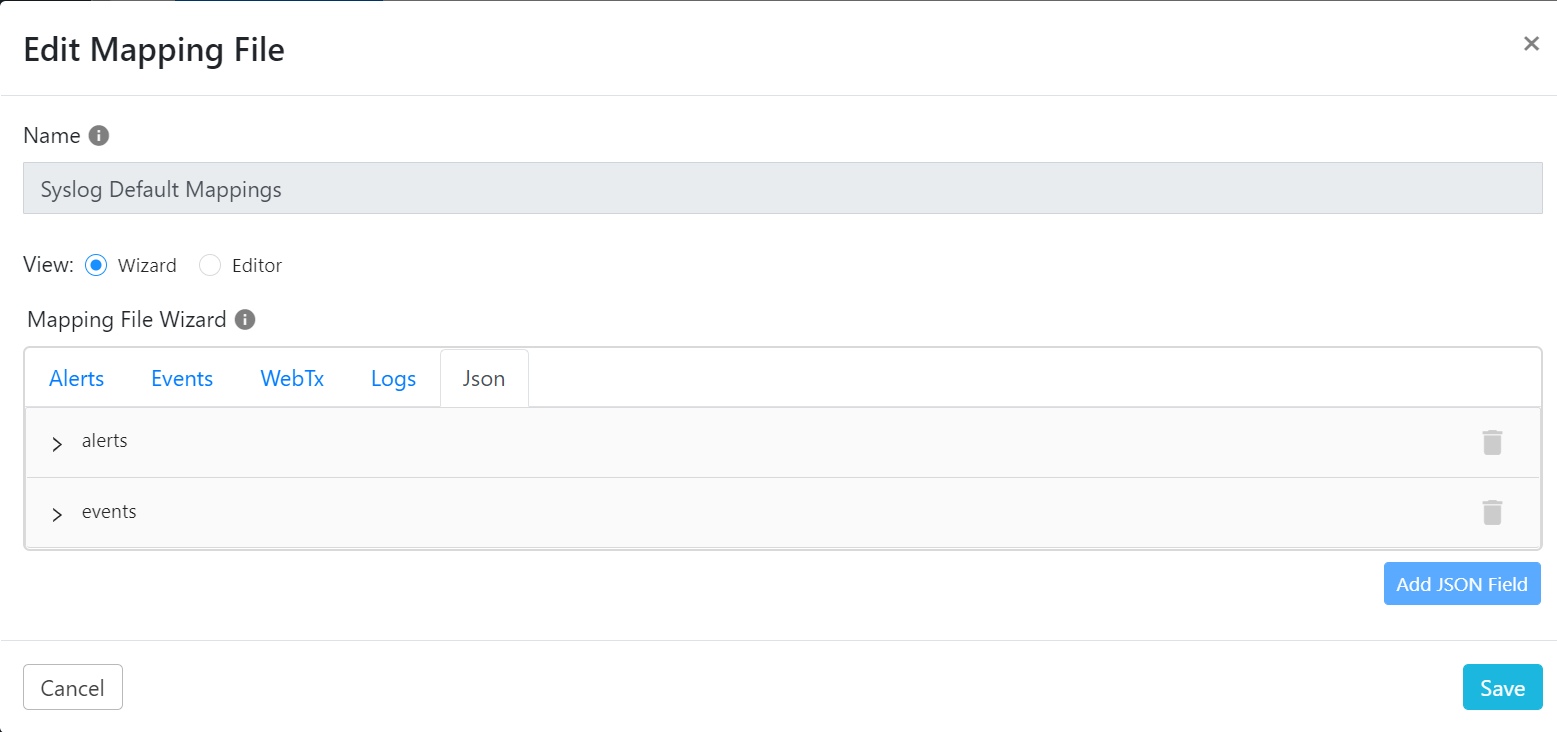 Edit Mapping File
Name
Syslog Default Mappings
View: Wizard Editor
Mapping File Wizard
Alerts Events WebTx Logs Json
alerts
events
Add JSON Field
Cancel Save